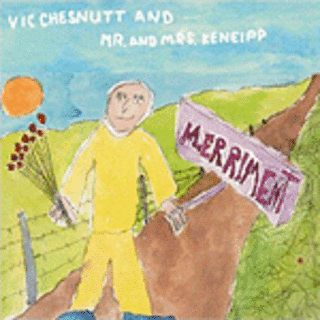 VIC CHESNUTT AND
MR. AND MRS. KENEIPP
MERRIMENT